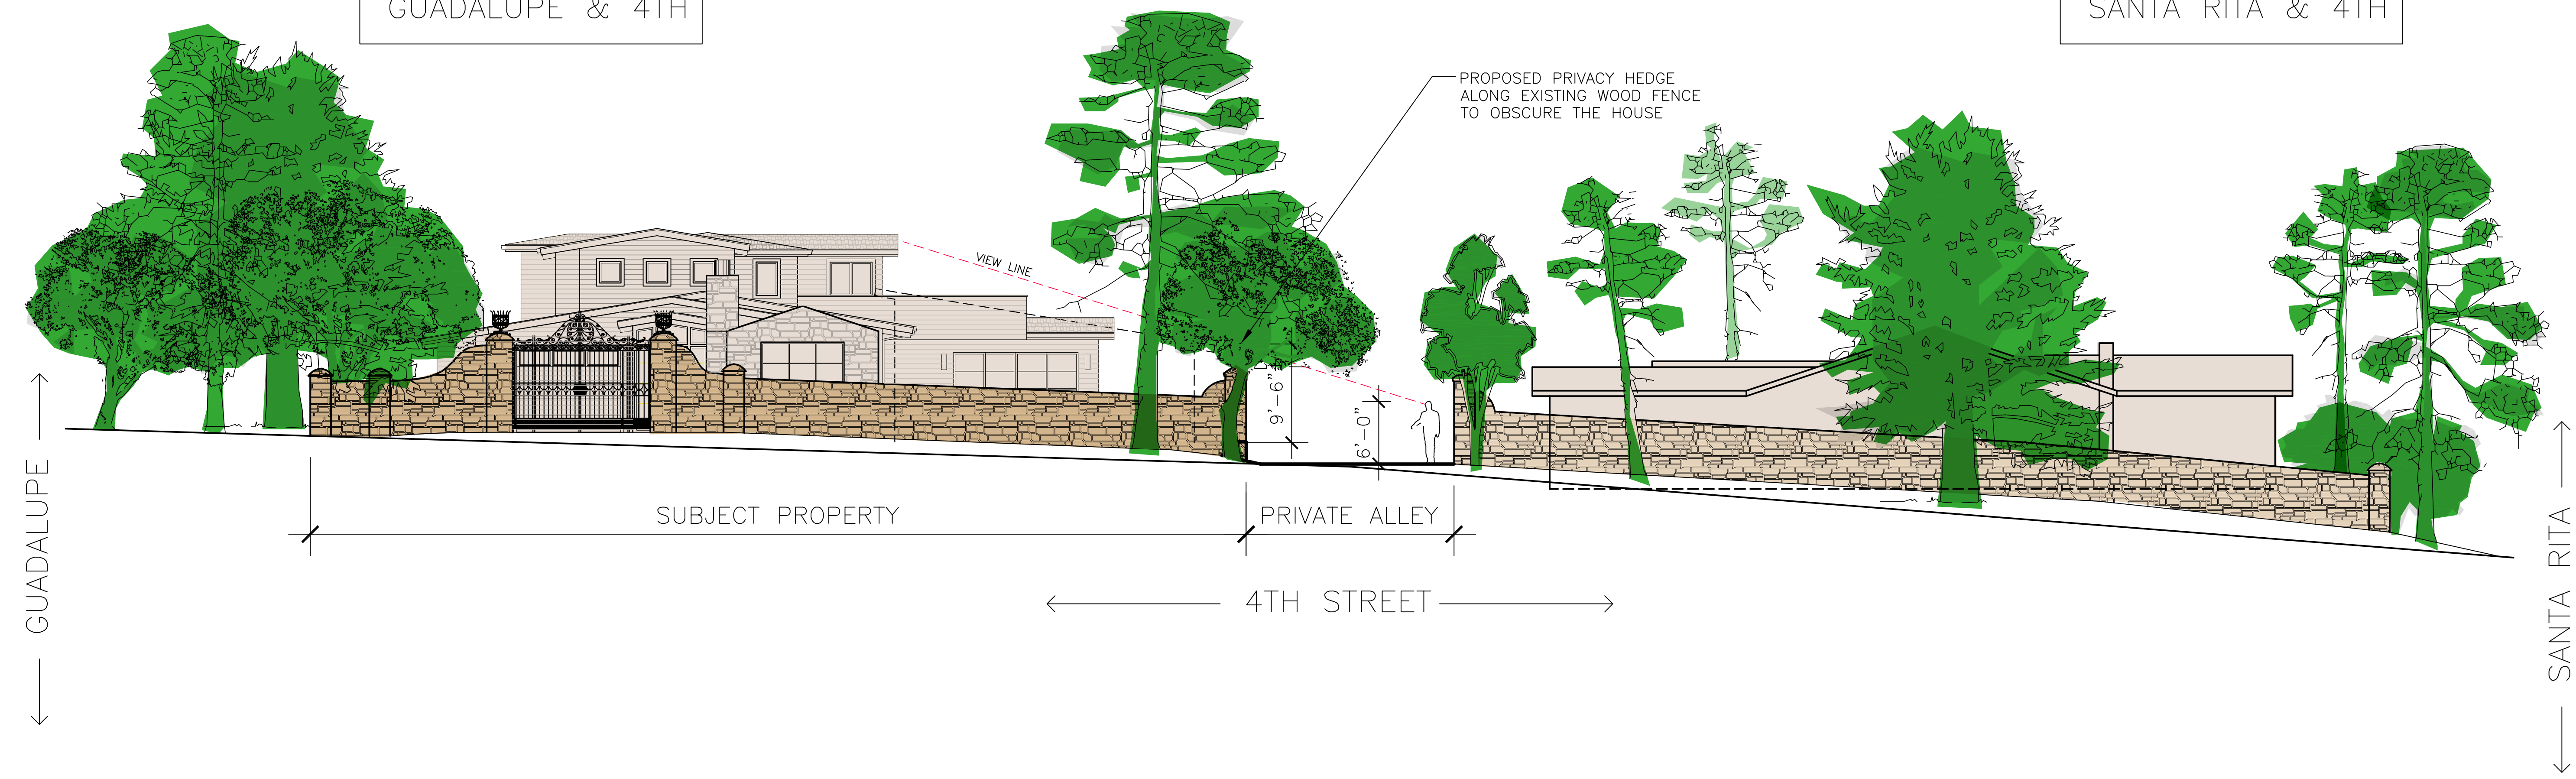 GUADALUPE & 4TH
SANTA RITA & 4TH
PROPOSED PRIVACY HEDGE
ALONG EXISTING WOOD FENCE
TO OBSCURE THE HOUSE
VIEW LINE
9'-6"
6'-0"
SUBJECT PROPERTY
PRIVATE ALLEY
4TH STREET
GUADALUPE
SANTA RITA